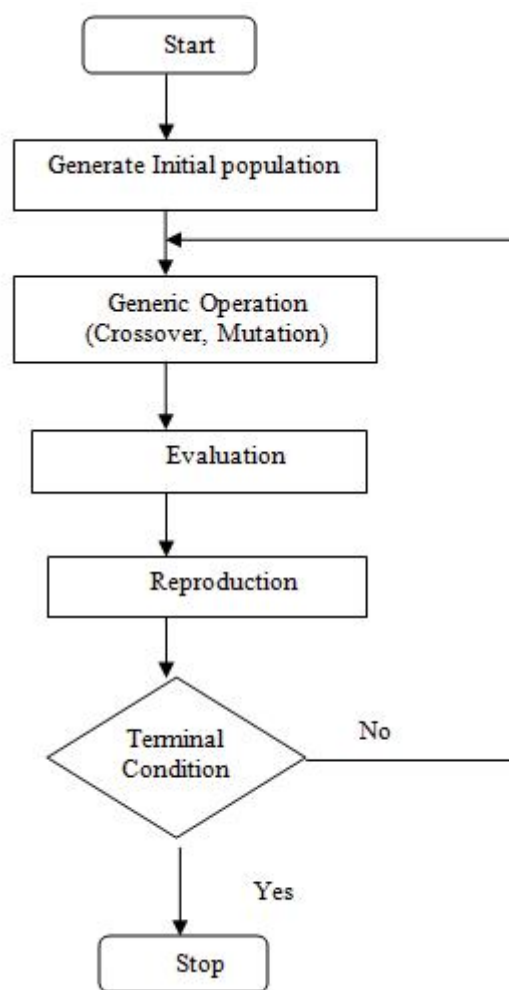 Start
Generate Initial population
Generic Operation
(Crossover, Mutation)
Evaluation
Reproduction
Terminal
Condition
No
Yes
Stop